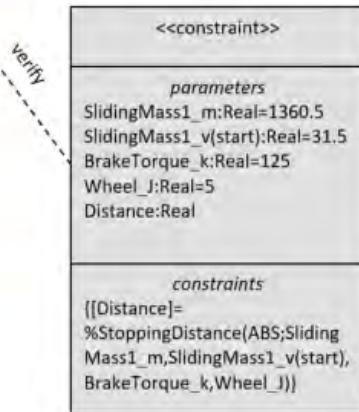 <<constraint>>
verify
parameters
SlidingMass1_m:Real=1360.5
SlidingMass1_v(start):Real=31.5
BrakeTorque_k:Real=125
Wheel_J:Real=5
Distance:Real
constraints
{[Distance]=
%StoppingDistance(ABS;Sliding
Mass1_m,SlidingMass1_v(start),
BrakeTorque_k,Wheel_J)}